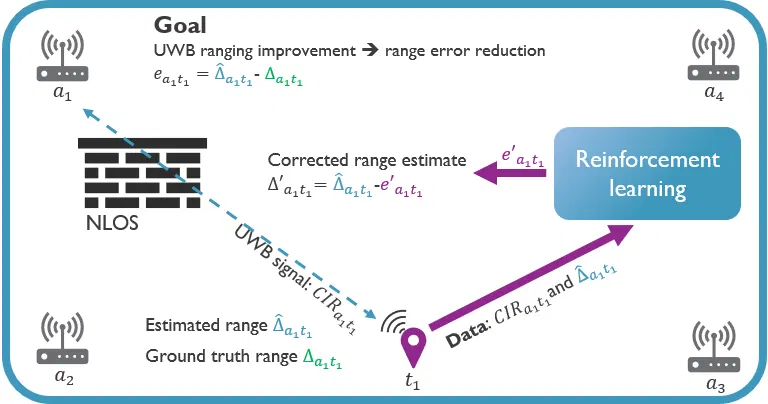 Goal
UWB ranging improvement ➔ range error reduction
e_{a₁t₁} = Δ̂_{a₁t₁} - Δ_{a₁t₁}
a₁
a₄
Corrected range estimate
Δ′_{a₁t₁} = Δ̂_{a₁t₁}-e′_{a₁t₁}
e′_{a₁t₁}
Reinforcement
learning
NLOS
UWB signal: CIR_{a₁t₁}
Data: CIR_{a₁t₁} and Δ̂_{a₁t₁}
Estimated range Δ̂_{a₁t₁}
Ground truth range Δ_{a₁t₁}
a₂
t₁
a₃